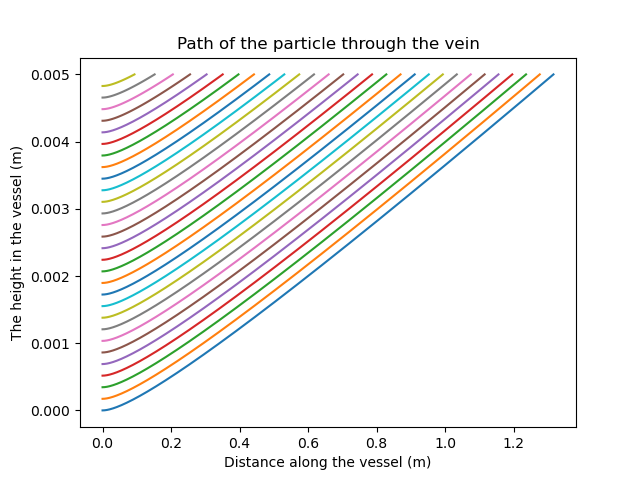 Path of the particle through the vein
The height in the vessel (m)
0.005
0.004
0.003
0.002
0.001
0.000
0.0 0.2 0.4 0.6 0.8 1.0 1.2
Distance along the vessel (m)